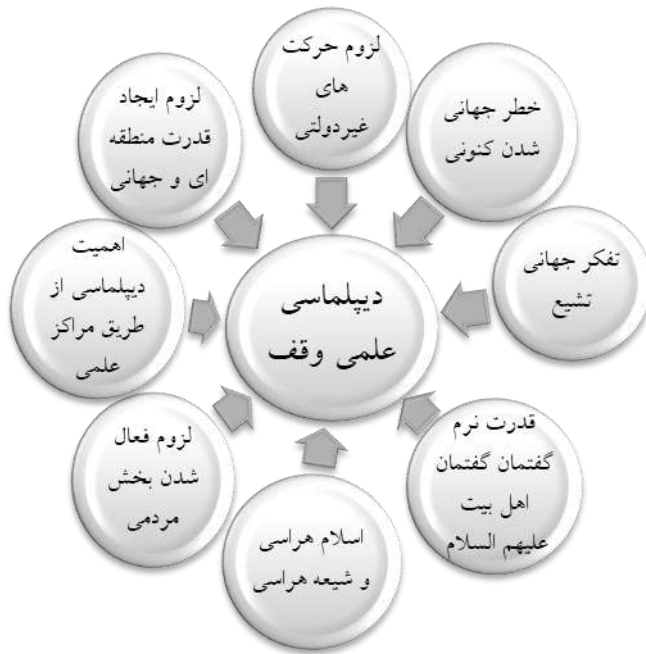 لزوم حرکت
های
غیردولتی
خطر جهانی
شدن کنونی
تفکر جهانی
تشیع
قدرت نرم
گفتمان گفتمان
اهل بیت
علیهم السلام
اسلام هراسی
و شیعه هراسی
لزوم فعال
شدن بخش
مردمی
اهمیت
دیپلماسی از
طریق مراکز
علمی
لزوم ایجاد
قدرت منطقه
ای و جهانی
دیپلماسی
علمی وقف